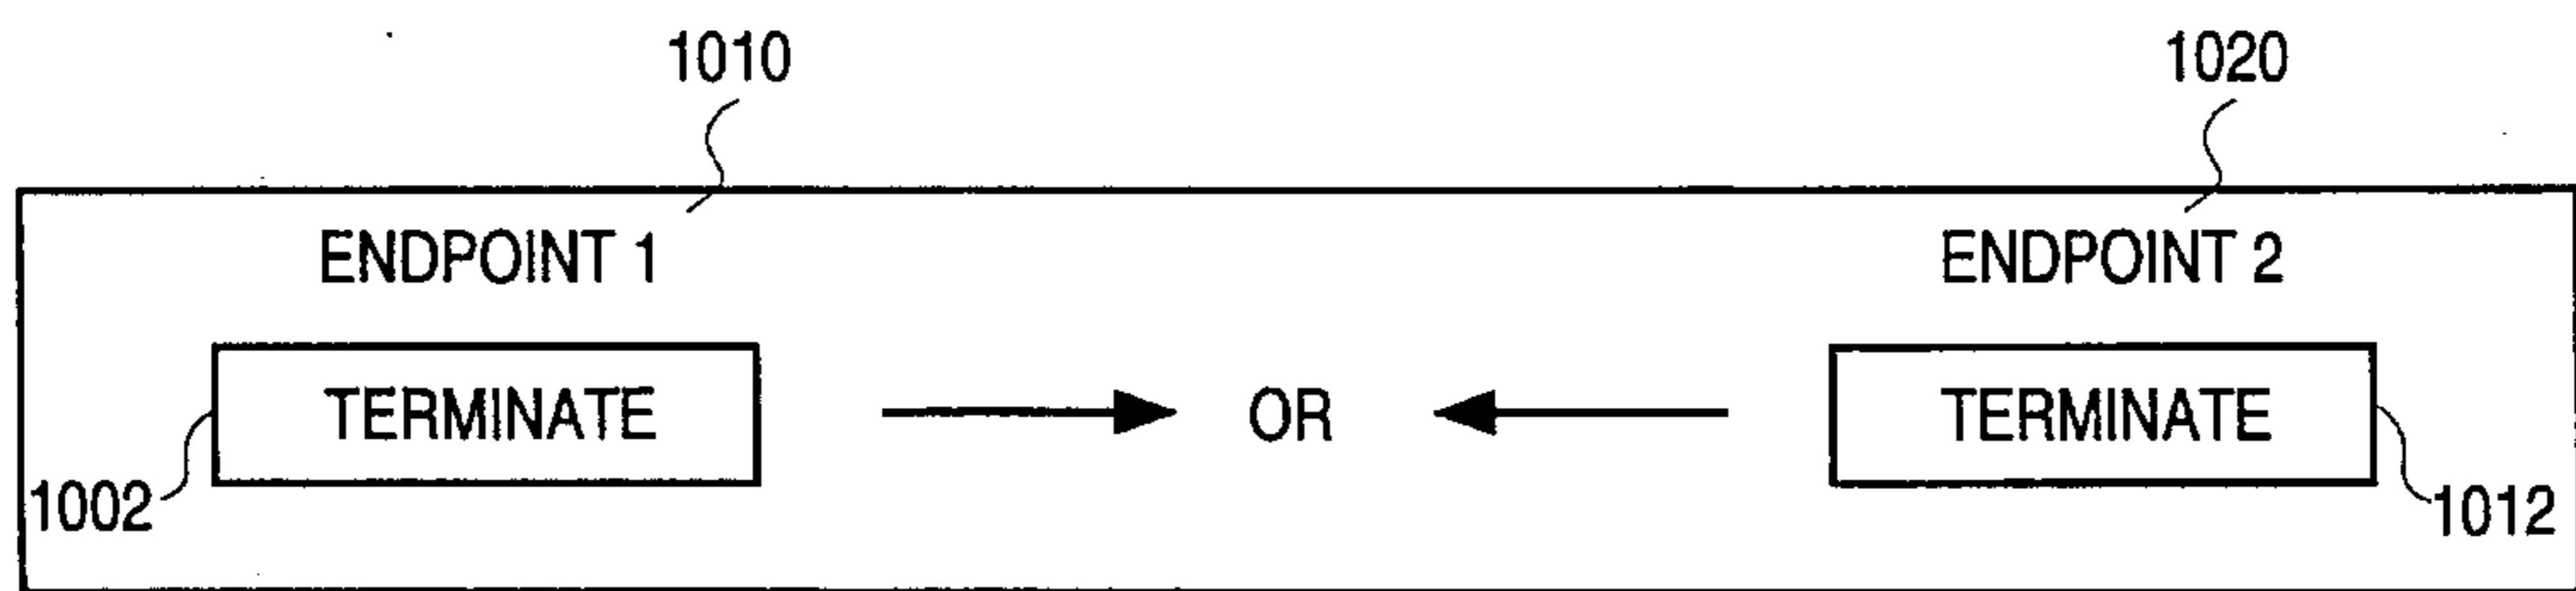 1010
1020
ENDPOINT 1
ENDPOINT 2
TERMINATE
OR
TERMINATE
1002
1012